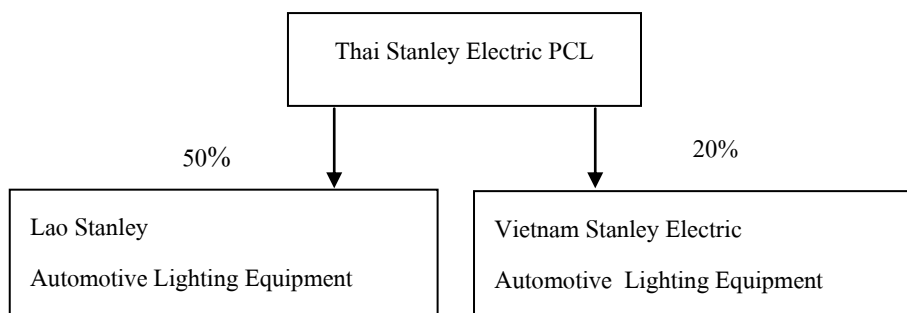 Thai Stanley Electric PCL
50%
20%
Lao Stanley
Automotive Lighting Equipment
Vietnam Stanley Electric
Automotive Lighting Equipment